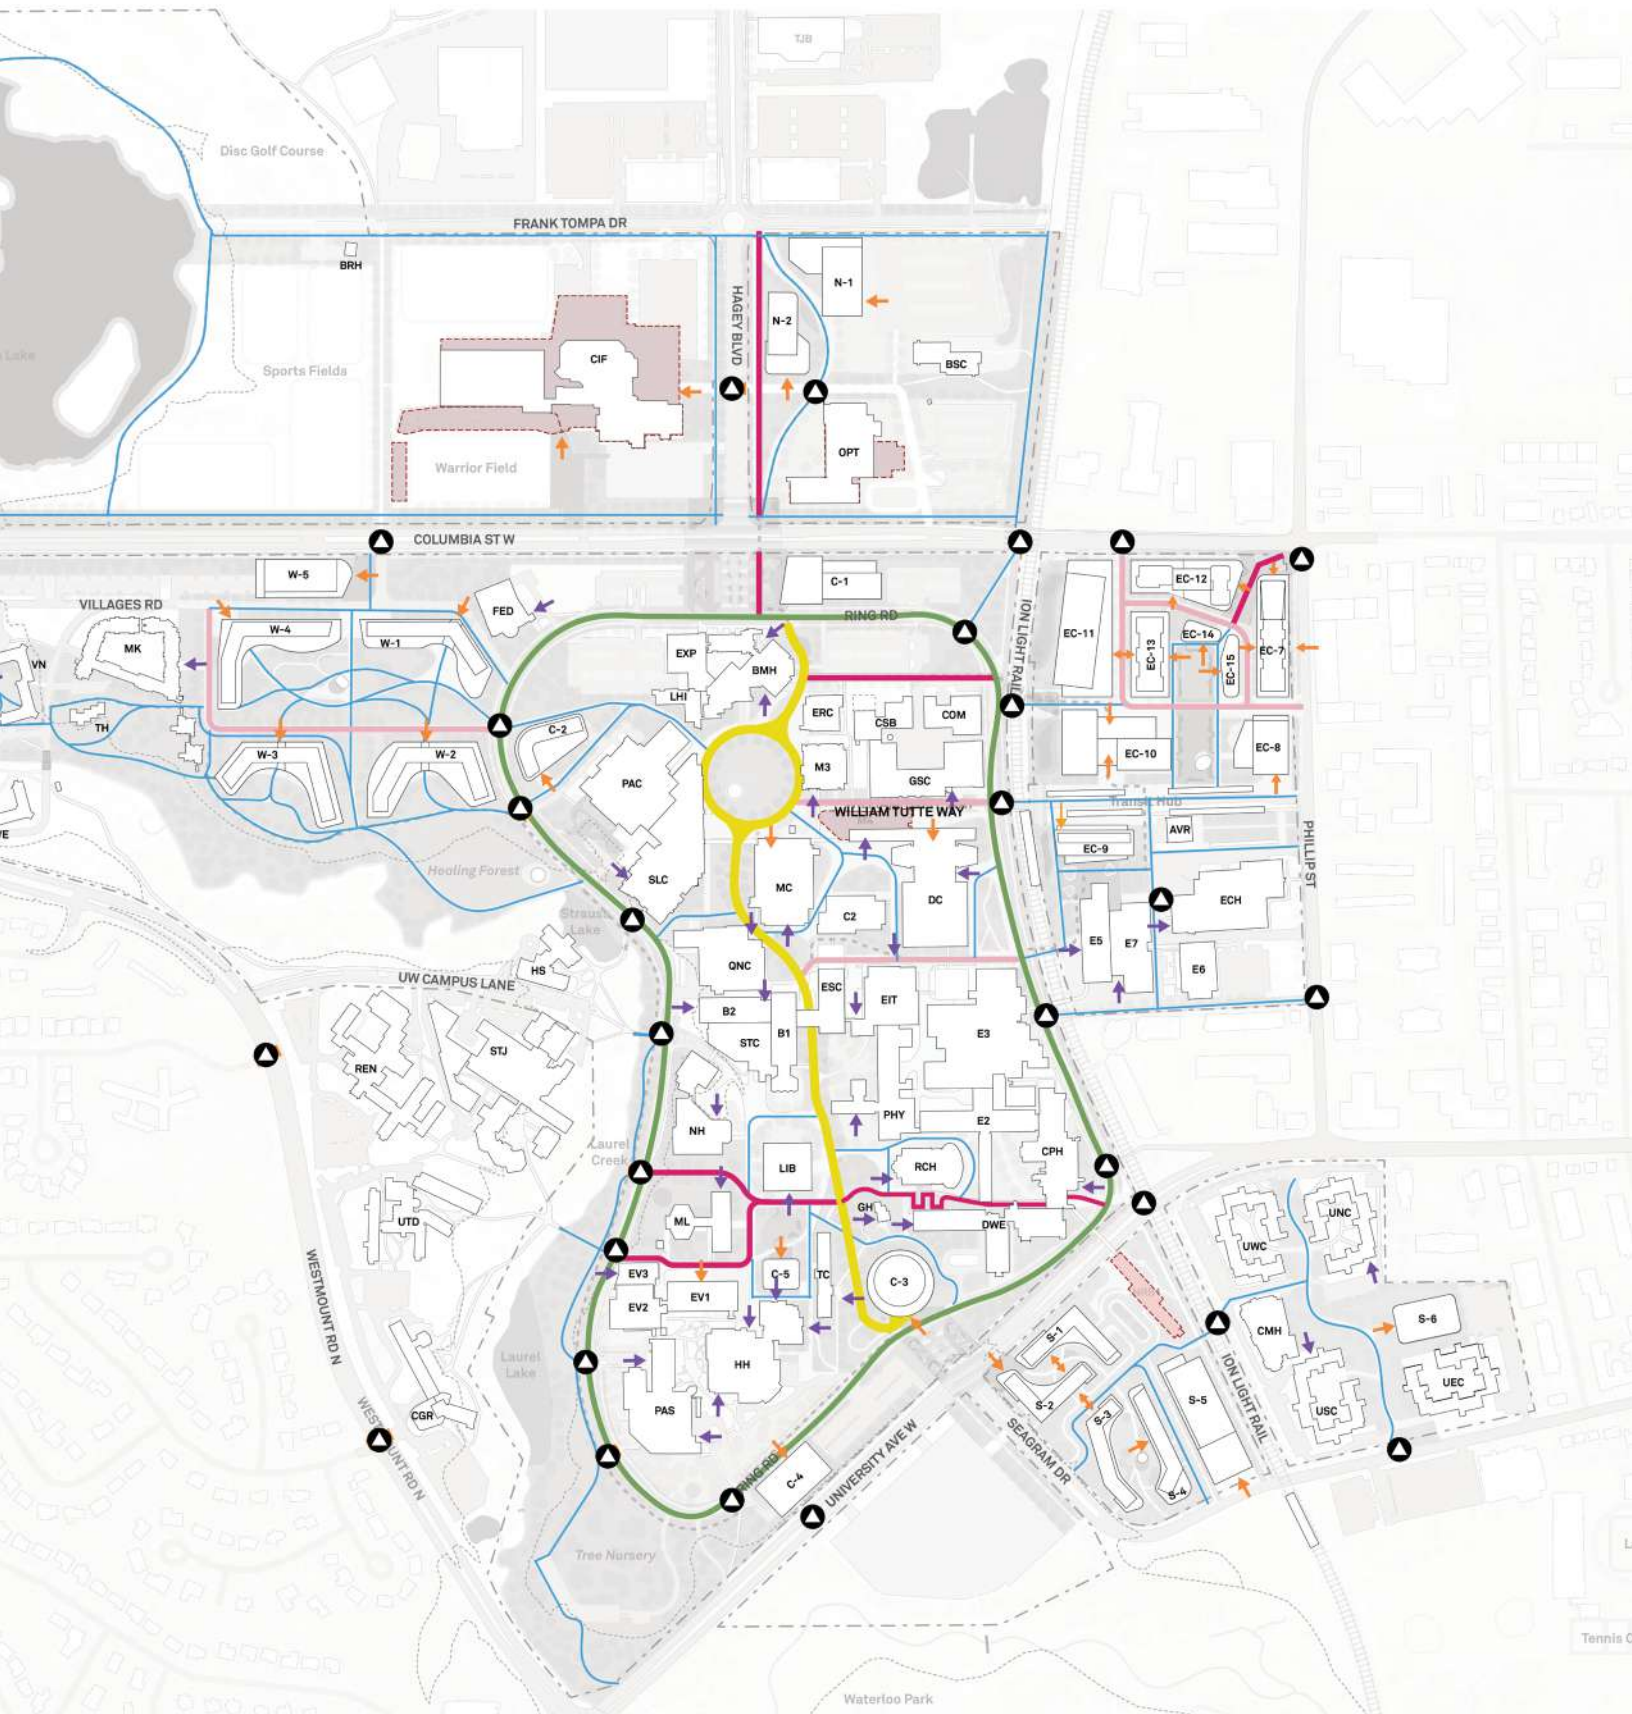 TJB
Disc Golf Course
FRANK TOMPA DR
BRH
N-1
HAGEY BLVD
N-2
Lake
CIF
BSC
Sports Fields
OPT
Warrior Field
COLUMBIA ST W
W-5
C-1
EC-12
VILLAGES RD
FED
RING RD
ION LIGHT RAIL
W-4
W-1
EC-11
EC-14
EC-13
EC-7
MK
EXP
VN
BMH
EC-15
LHI
TH
C-2
ERC
CSB
COM
W-3
W-2
EC-10
EC-8
M3
PAC
GSC
Transit Hub
WILLIAM TUTTE WAY
AVR
EC-9
PHILLIP ST
Healing Forest
SLC
MC
DC
ECH
C2
Lake
E5
E7
QNC
HS
E6
UW CAMPUS LANE
ESC
EIT
B2
B1
E3
STC
STJ
REN
PHY
E2
NH
Laurel
Creek
LIB
RCH
CPH
GH
UTD
ML
DWE
UNC
UWC
EV3
C-5
TC
C-3
EV1
EV2
WESTMOUNT RD N
S-1
CMH
S-6
Laurel
Lake
HH
ION LIGHT RAIL
UEC
S-2
S-5
PAS
USC
CGR
S-3
SEAGRAM DR
WESTMOUNT RD N
RING RD
C-4
UNIVERSITY AVE W
S-4
Tree Nursery
Tennis
Waterloo Park